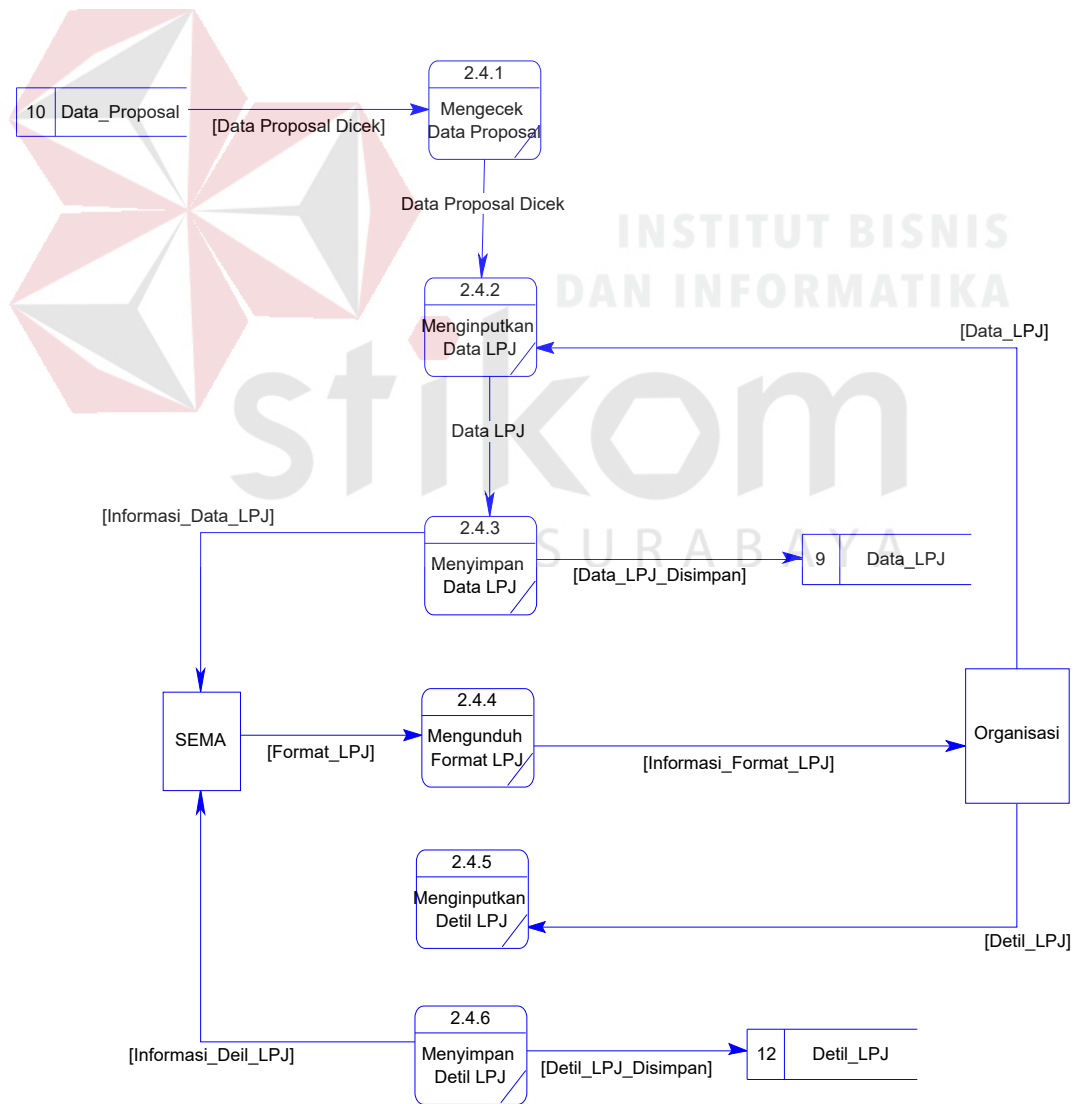 2.4.1
10 Data_Proposal
Mengecek
Data Proposal
[Data Proposal Dicek]
Data Proposal Dicek
INSTITUT BISNIS
DAN INFORMATIKA
2.4.2
Menginputkan
Data LPJ
[Data_LPJ]
stikom
Data LPJ
[Informasi_Data_LPJ]
2.4.3
Menyimpan
Data LPJ
SURABAYA
[Data_LPJ_Disimpan]
9 Data_LPJ
2.4.4
Mengunduh
Format LPJ
SEMA
[Format_LPJ]
[Informasi_Format_LPJ]
Organisasi
2.4.5
Menginputkan
Detil LPJ
[Detil_LPJ]
2.4.6
Menyimpan
Detil LPJ
[Informasi_Deil_LPJ]
[Detil_LPJ_Disimpan]
12 Detil_LPJ